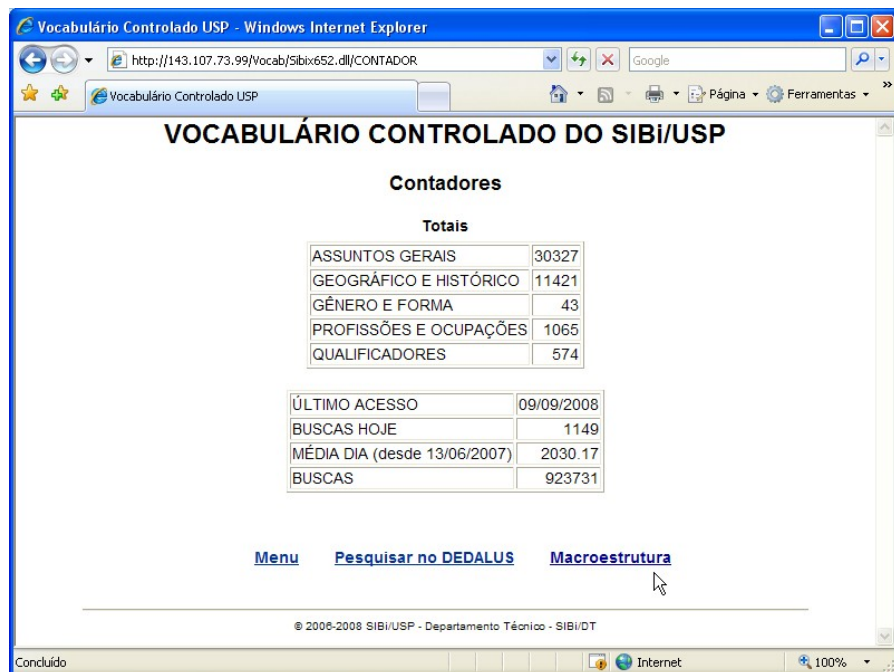 Vocabulário Controlado USP - Windows Internet Explorer
http://143.107.73.99/Vocab/Sibix652.dll/CONTADOR
Google
Vocabulário Controlado USP
Página
Ferramentas
VOCABULÁRIO CONTROLADO DO SIBi/USP
Contadores
Totais
ASSUNTOS GERAIS 30327
GEOGRÁFICO E HISTÓRICO 11421
GÊNERO E FORMA 43
PROFISSÕES E OCUPAÇÕES 1065
QUALIFICADORES 574
ÚLTIMO ACESSO 09/09/2008
BUSCAS HOJE 1149
MÉDIA DIA (desde 13/06/2007) 2030.17
BUSCAS 923731
Menu Pesquisar no DEDALUS Macroestrutura
© 2006-2008 SIBi/USP - Departamento Técnico - SIBi/DT
Concluído Internet 100%